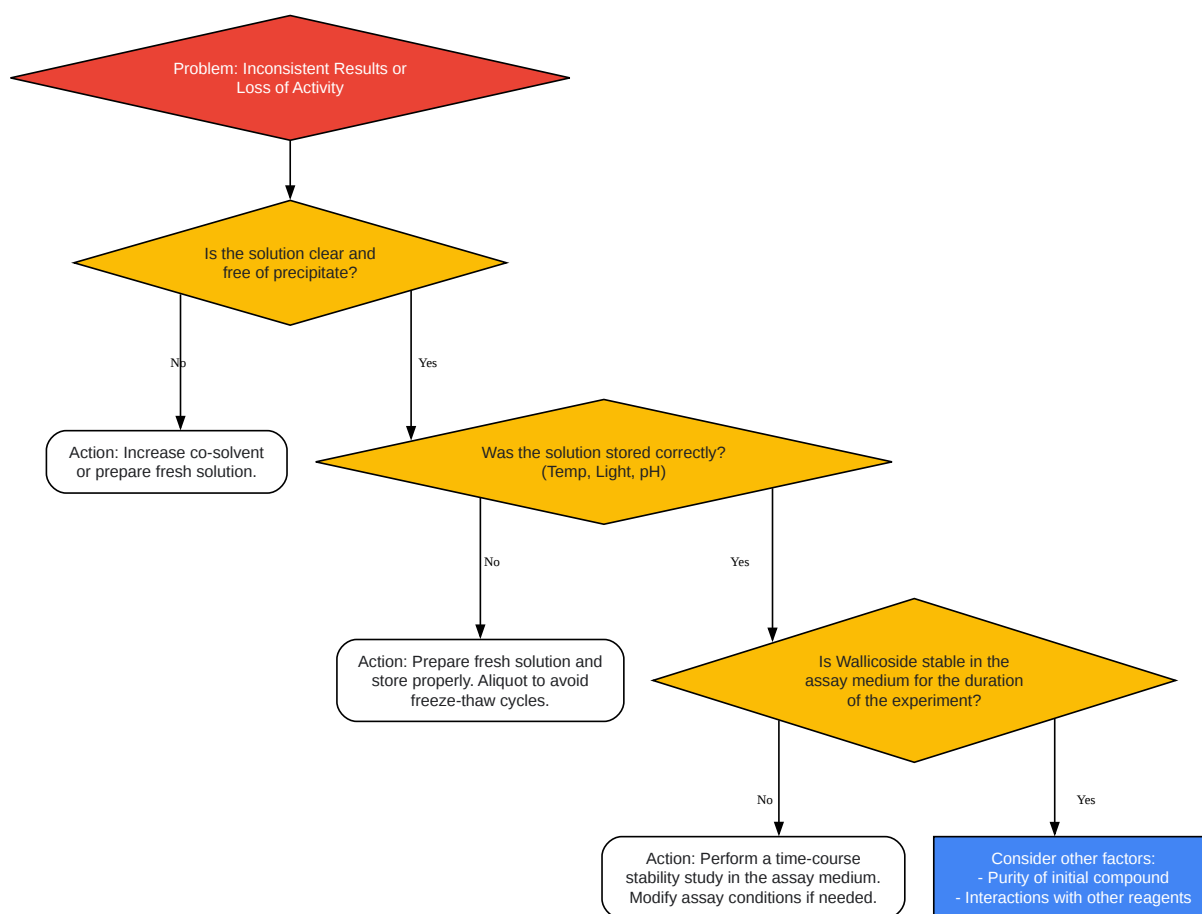 Problem: Inconsistent Results or
Loss of Activity
Is the solution clear and
free of precipitate?
No
Yes
Action: Increase co-solvent
or prepare fresh solution.
Was the solution stored correctly?
(Temp, Light, pH)
No
Yes
Action: Prepare fresh solution and
store properly. Aliquot to avoid
freeze-thaw cycles.
Is Wallicoside stable in the
assay medium for the duration
of the experiment?
No
Yes
Action: Perform a time-course
stability study in the assay medium.
Modify assay conditions if needed.
Consider other factors:
- Purity of initial compound
- Interactions with other reagents